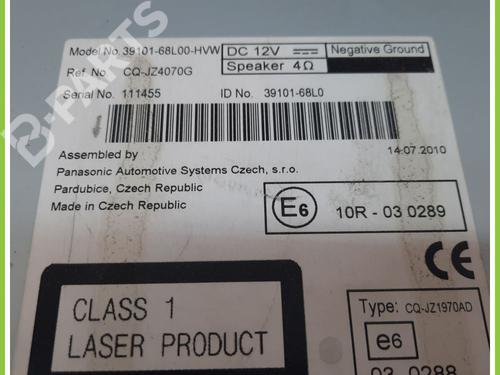 Model No. 39101-68L00-HVW
DC 12V
Negative Ground
Ref No. CQ-JZ4070G
Speaker 4Ω
Serial No. 111455
ID No. 39101-68L0
Assembled by
14.07.2010
Panasonic Automotive Systems Czech, s.r.o.
Pardubice, Czech Republic
Made in Czech Republic
E6
10R - 03 0289
CE
CLASS 1
LASER PRODUCT
Type: CQ-JZ1970AD
e6
03 0288
B-PARTS